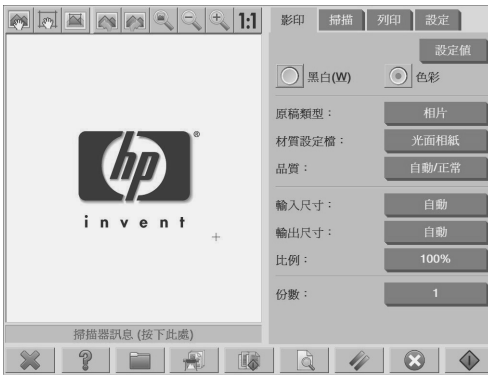 1:1
影印 掃描 列印 設定
設定值
黑白(W) 色彩
原稿類型： 相片
材質設定檔： 光面相紙
品質： 自動/正常
輸入尺寸： 自動
輸出尺寸： 自動
比例： 100%
份數： 1
hp®
invent
掃描器訊息 (按下此處)